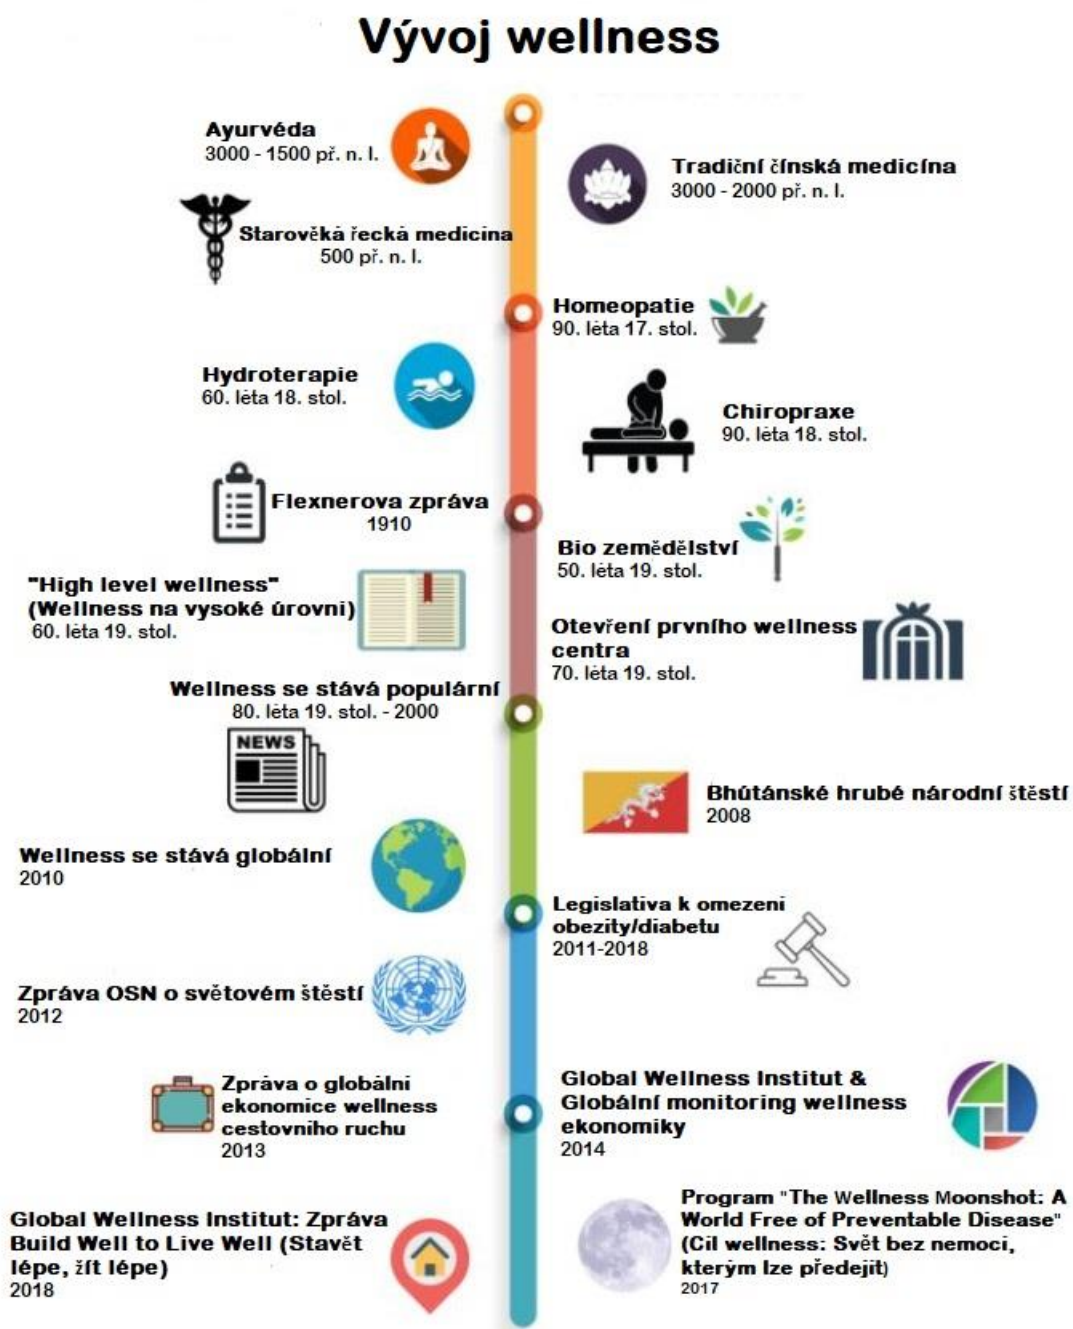 Vývoj wellness
Ayurvéda
3000 - 1500 př. n. l.
Tradiční čínská medicína
3000 - 2000 př. n. l.
Starověká řecká medicína
500 př. n. l.
Homeopatie
90. léta 17. stol.
Hydroterapie
60. léta 18. stol.
Chiropraxe
90. léta 18. stol.
Flexnerova zpráva
1910
Bio zemědělství
50. léta 19. stol.
"High level wellness"
(Wellness na vysoké úrovni)
60. léta 19. stol.
Otevření prvního wellness
centra
70. léta 19. stol.
Wellness se stává populární
80. léta 19. stol. - 2000
NEWS
Bhútánské hrubé národní štěstí
2008
Wellness se stává globální
2010
Legislativa k omezení
obezity/diabetu
2011-2018
Zpráva OSN o světovém štěstí
2012
Zpráva o globální
ekonomice wellness
cestovního ruchu
2013
Global Wellness Institut &
Globální monitoring wellness
ekonomiky
2014
Program "The Wellness Moonshot: A
World Free of Preventable Disease"
(Cíl wellness: Svět bez nemocí,
kterým lze předejít)
2017
Global Wellness Institut: Zpráva
Build Well to Live Well (Stavět
lépe, žít lépe)
2018